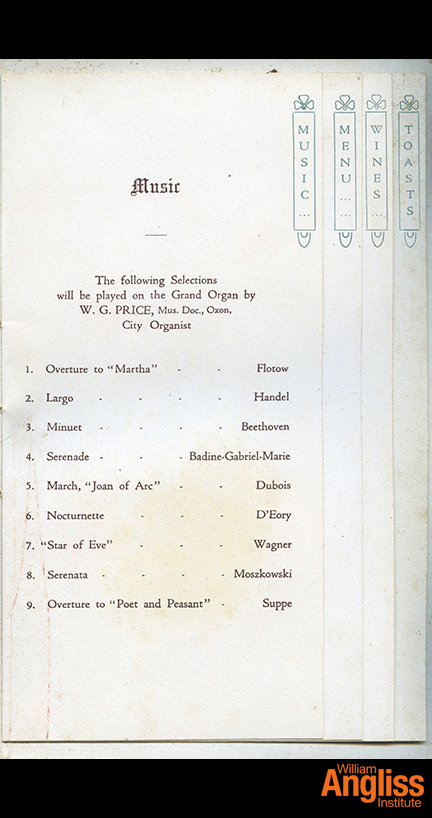 MUSIC ...
MENU ... ...
WINES ...
TOASTS
Music
The following Selections
will be played on the Grand Organ by
W. G. PRICE, Mus. Doc., Oxon,
City Organist
1. Overture to "Martha" - - Flotow
2. Largo - - - - Handel
3. Minuet - - - - Beethoven
4. Serenade - - - Badine-Gabriel-Marie
5. March, "Joan of Arc" - - Dubois
6. Nocturnette - - - D'Eory
7. "Star of Eve" - - - Wagner
8. Serenata - - - - Moszkowski
9. Overture to "Poet and Peasant" - Suppe
William
Angliss
Institute